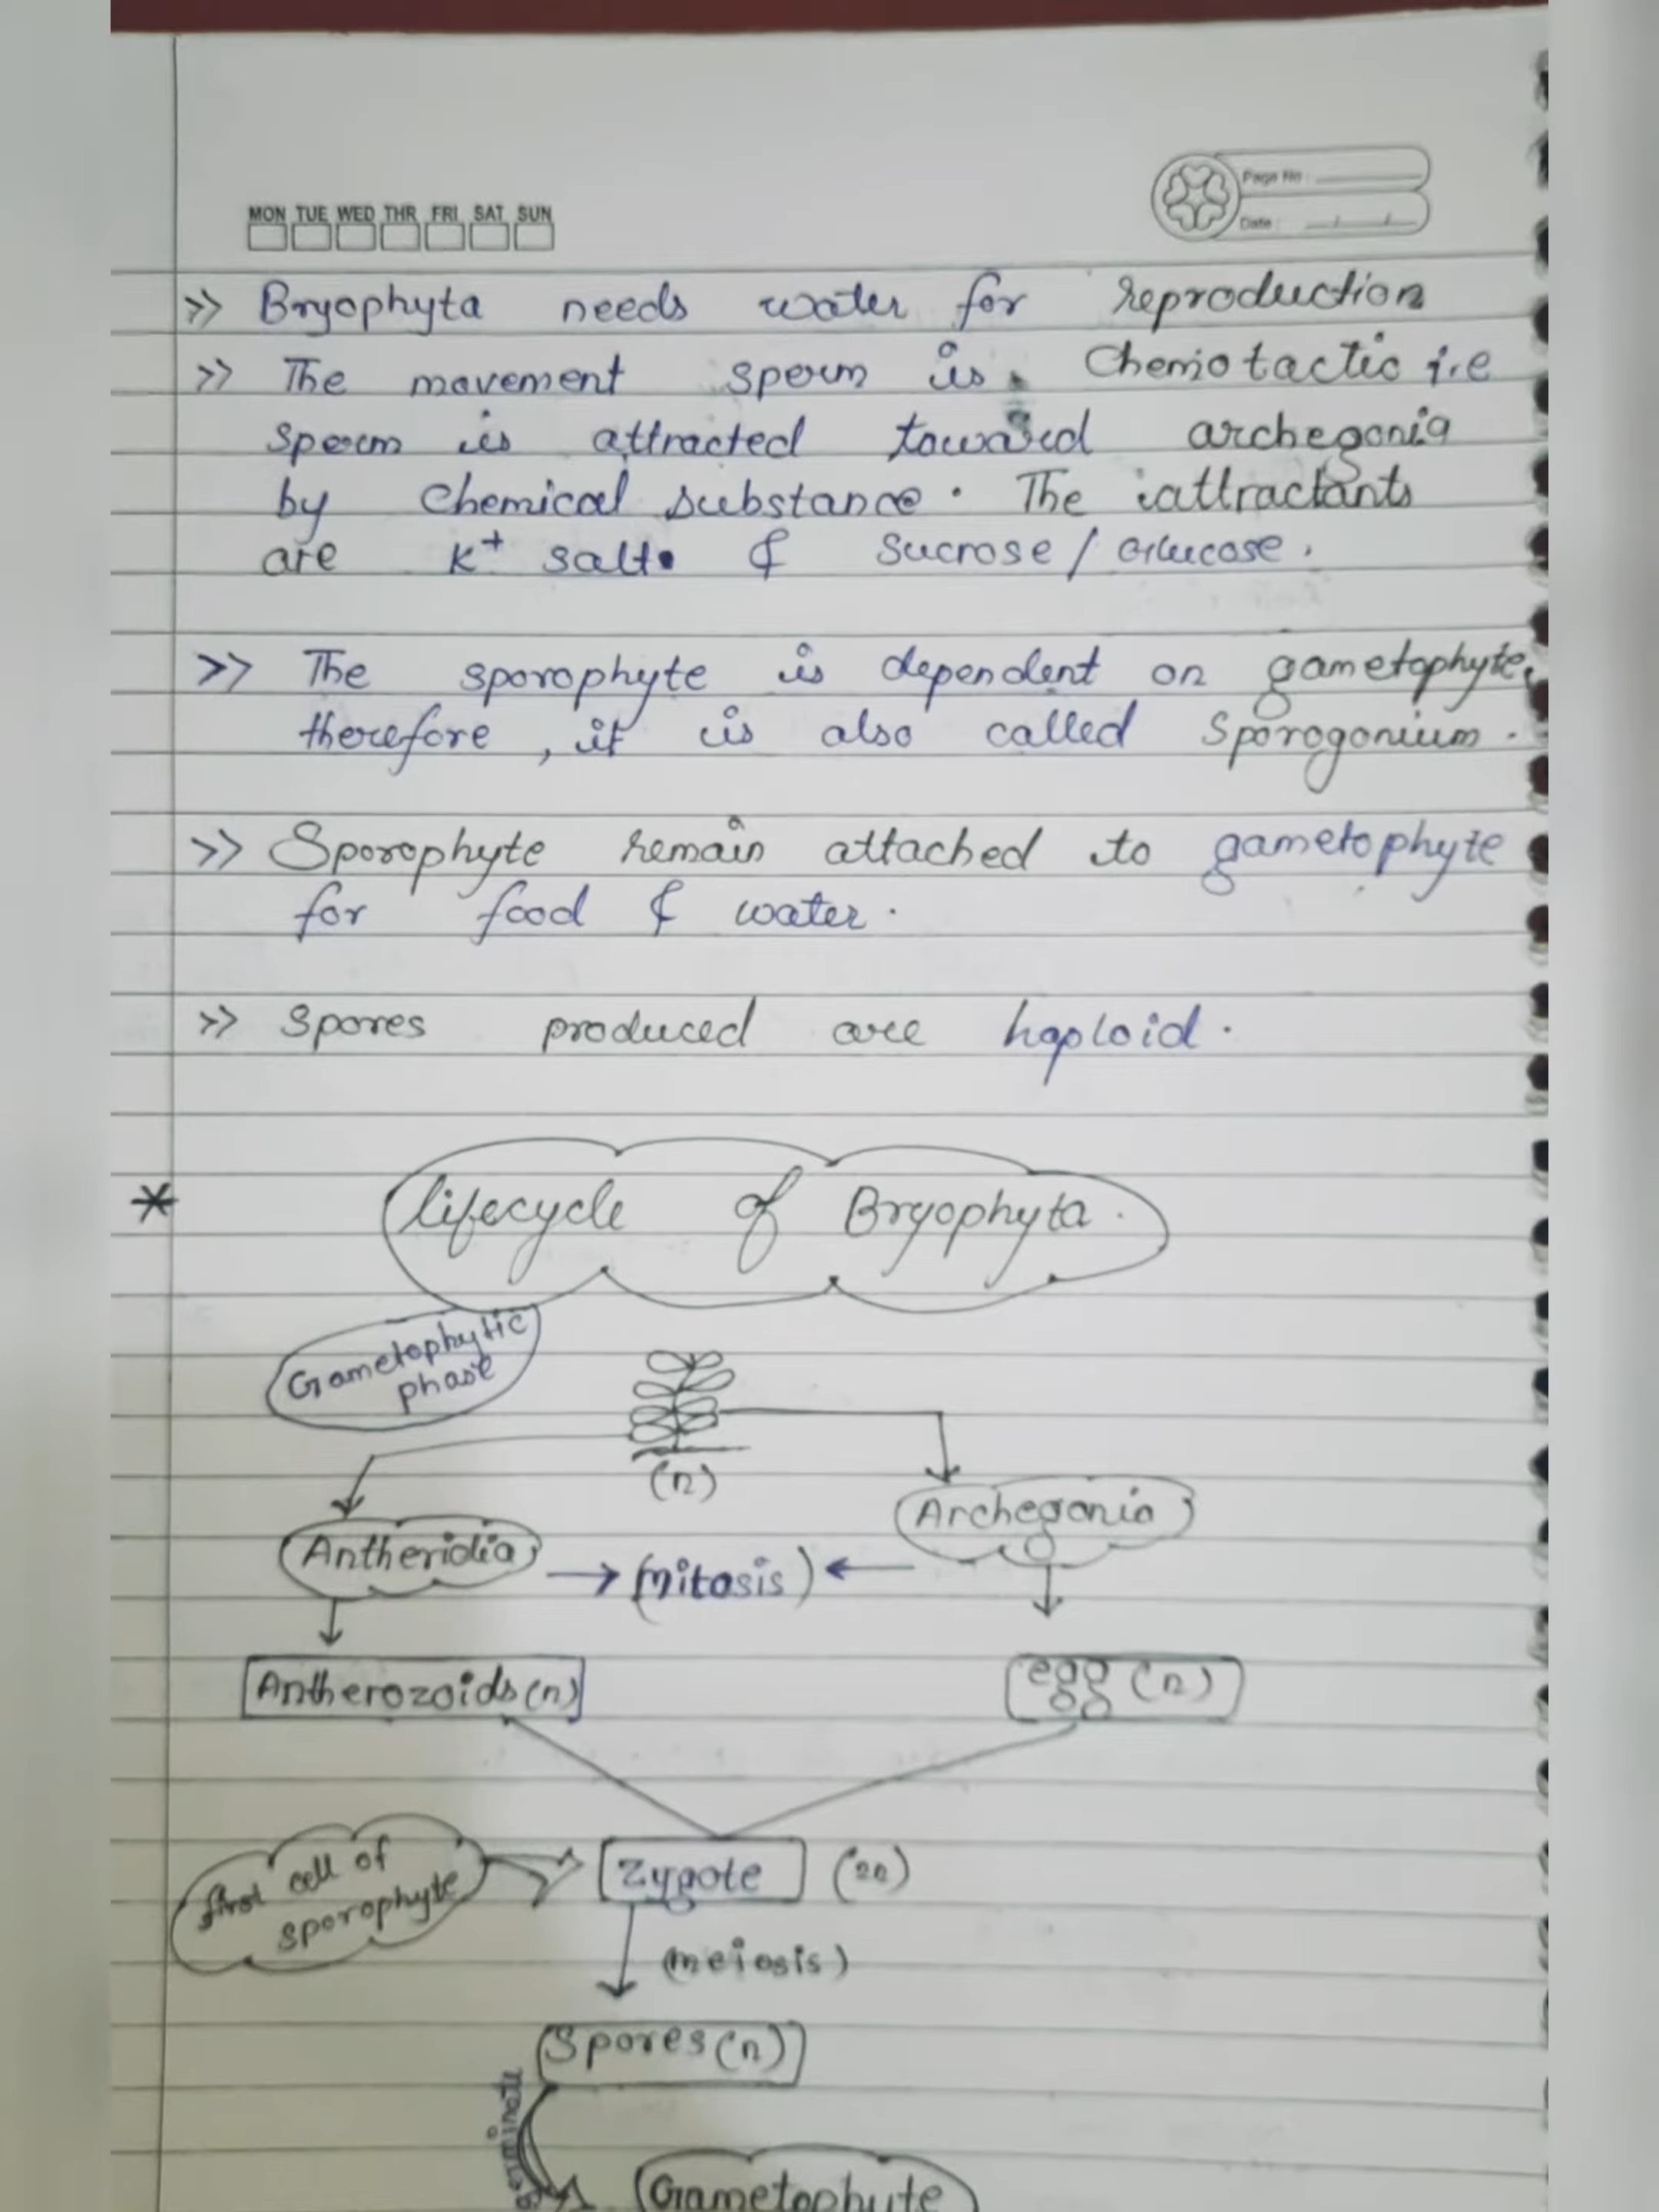 MON TUE WED THR FRI SAT SUN
Page No :
Date : / /
>> Bryophyta needs water for reproduction
>> The movement sperm is Chemotactic i.e
sperm is attracted toward archegonia
by chemical substance. The attractants
are K+ salt & sucrose/Glucose.
>> The sporophyte is dependent on gametophyte,
therefore, it is also called Sporogonium.
>> Sporophyte remain attached to gametophyte
for food & water.
>> Spores produced are haploid.
* lifecycle of Bryophyta.
Gametophytic
phase
(n)
Archegonia
Antheridia → (mitosis) ←
Antherozoids (n)
egg (n)
first cell of
sporophyte
Zygote (2n)
(meiosis)
Spores (n)
germinate
Gametophyte